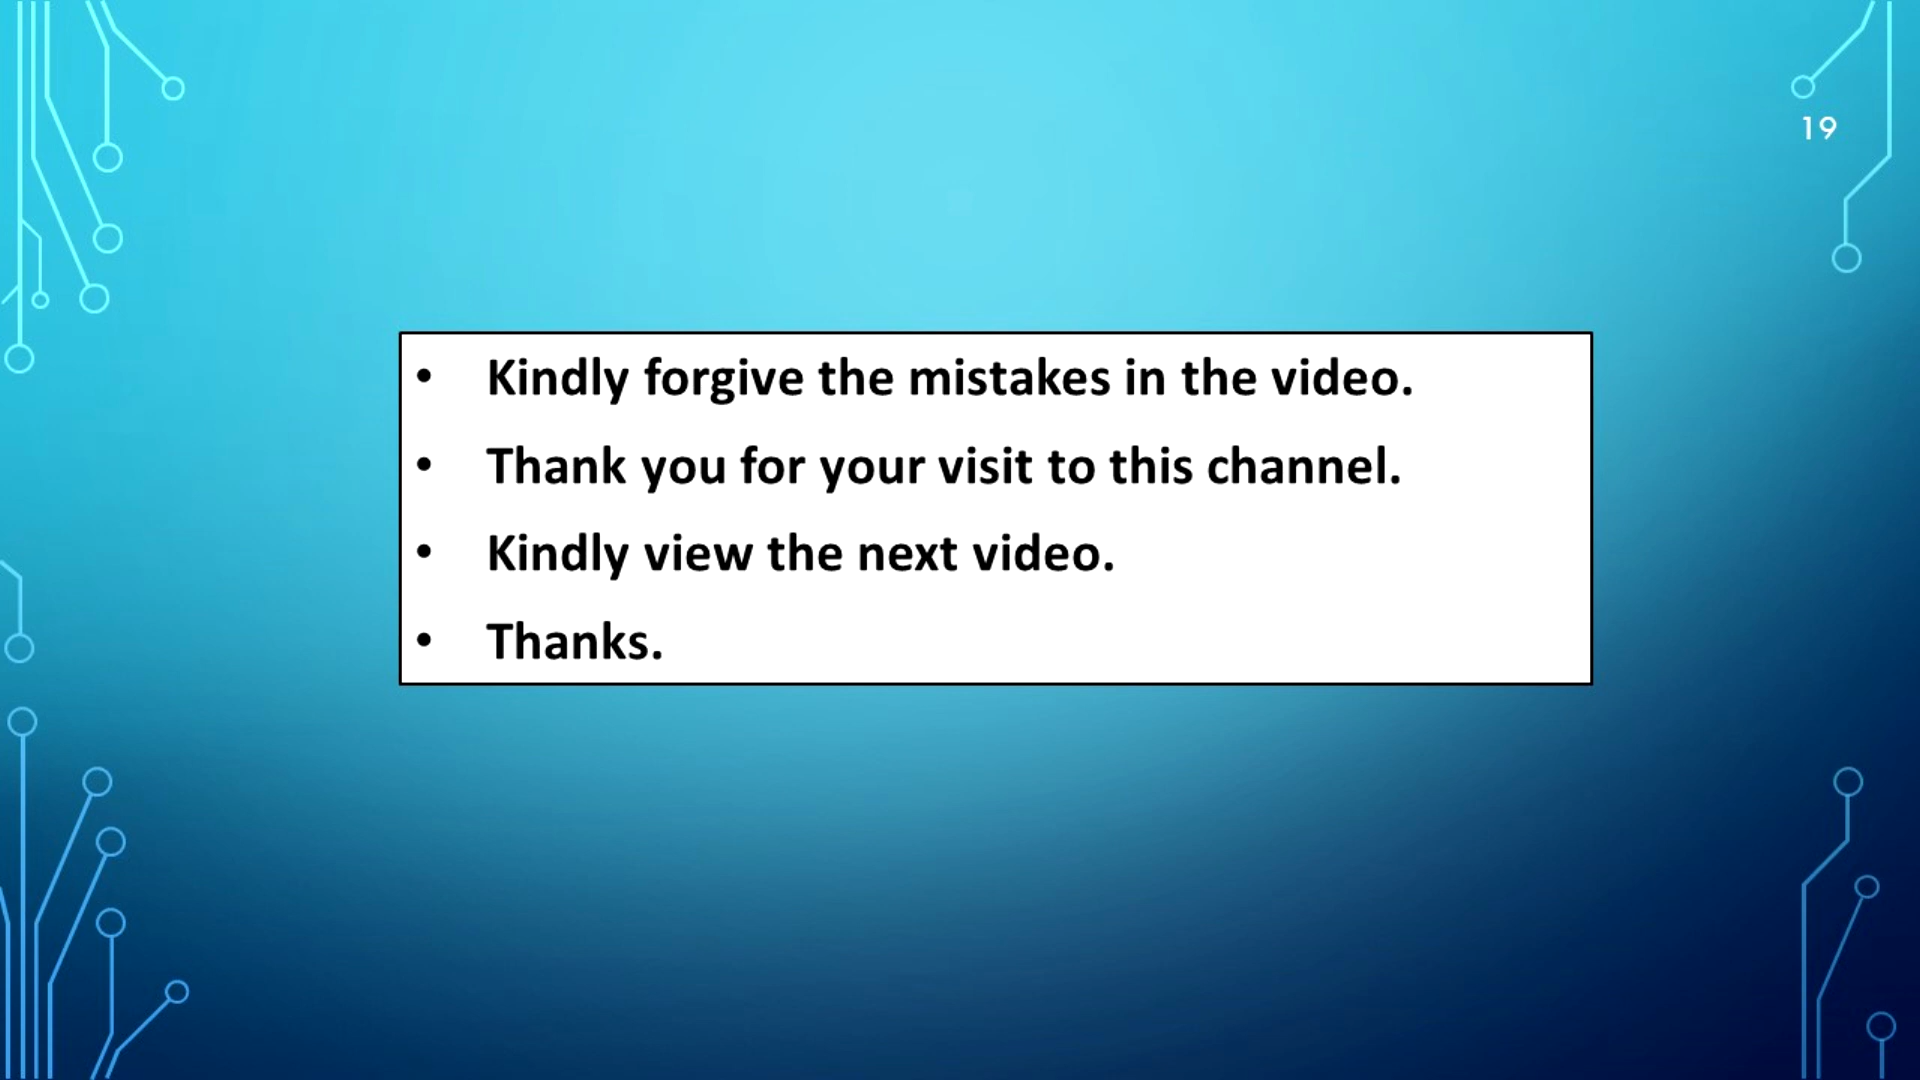 19
• Kindly forgive the mistakes in the video.
• Thank you for your visit to this channel.
• Kindly view the next video.
• Thanks.